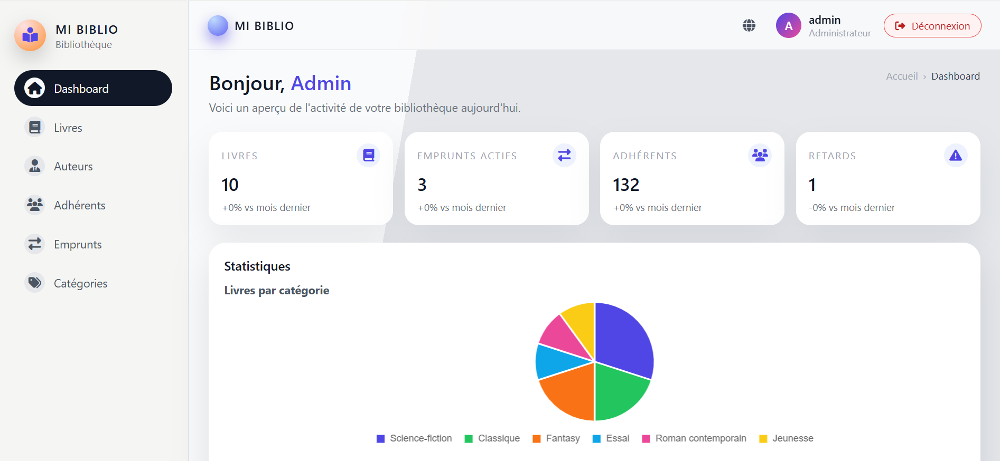 MI BIBLIO
Bibliothèque
Dashboard
Livres
Auteurs
Adhérents
Emprunts
Catégories
MI BIBLIO
A
admin
Administrateur
Déconnexion
Bonjour, Admin
Accueil › Dashboard
Voici un aperçu de l'activité de votre bibliothèque aujourd'hui.
LIVRES
10
+0% vs mois dernier
EMPRUNTS ACTIFS
3
+0% vs mois dernier
ADHÉRENTS
132
+0% vs mois dernier
RETARDS
1
-0% vs mois dernier
Statistiques
Livres par catégorie
Science-fiction Classique Fantasy Essai Roman contemporain Jeunesse